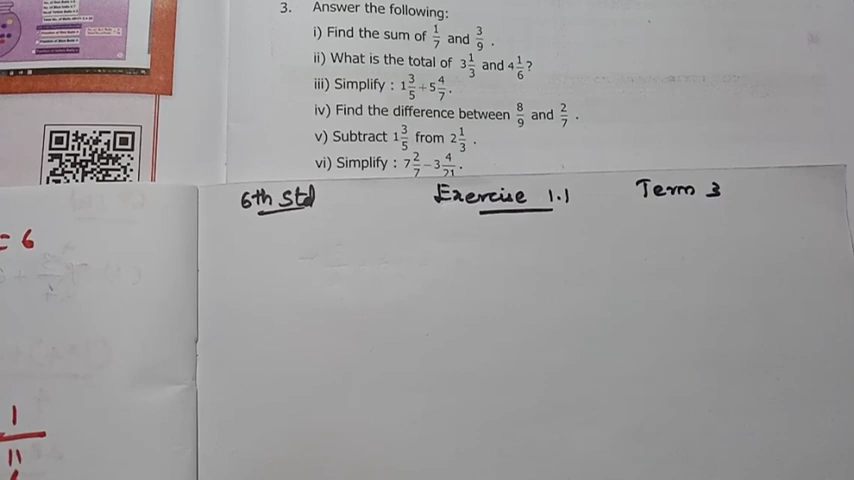 3. Answer the following:
i) Find the sum of 1/7 and 3/9 .
ii) What is the total of 3 1/3 and 4 1/6 ?
iii) Simplify : 1 3/5 + 5 4/7 .
iv) Find the difference between 8/9 and 2/7 .
v) Subtract 1 3/5 from 2 1/3 .
vi) Simplify : 7 2/7 − 3 4/21 .
6th Std Exercise 1.1 Term 3
= 6
1/11